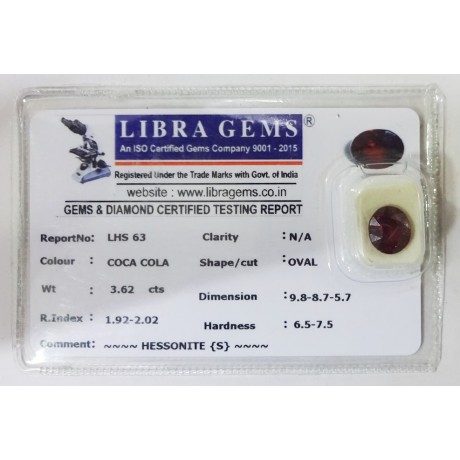 LIBRA GEMS ®
An ISO Certified Gems Company 9001 - 2015
Registered Under the Trade Marks with Govt. of India
website : www.libragems.co.in
GEMS & DIAMOND CERTIFIED TESTING REPORT
ReportNo: LHS 63 Clarity : N/A
Colour : COCA COLA Shape/cut : OVAL
Wt : 3.62 cts Dimension : 9.8-8.7-5.7
R.Index : 1.92-2.02 Hardness : 6.5-7.5
Comment: ~~~~ HESSONITE {S} ~~~~